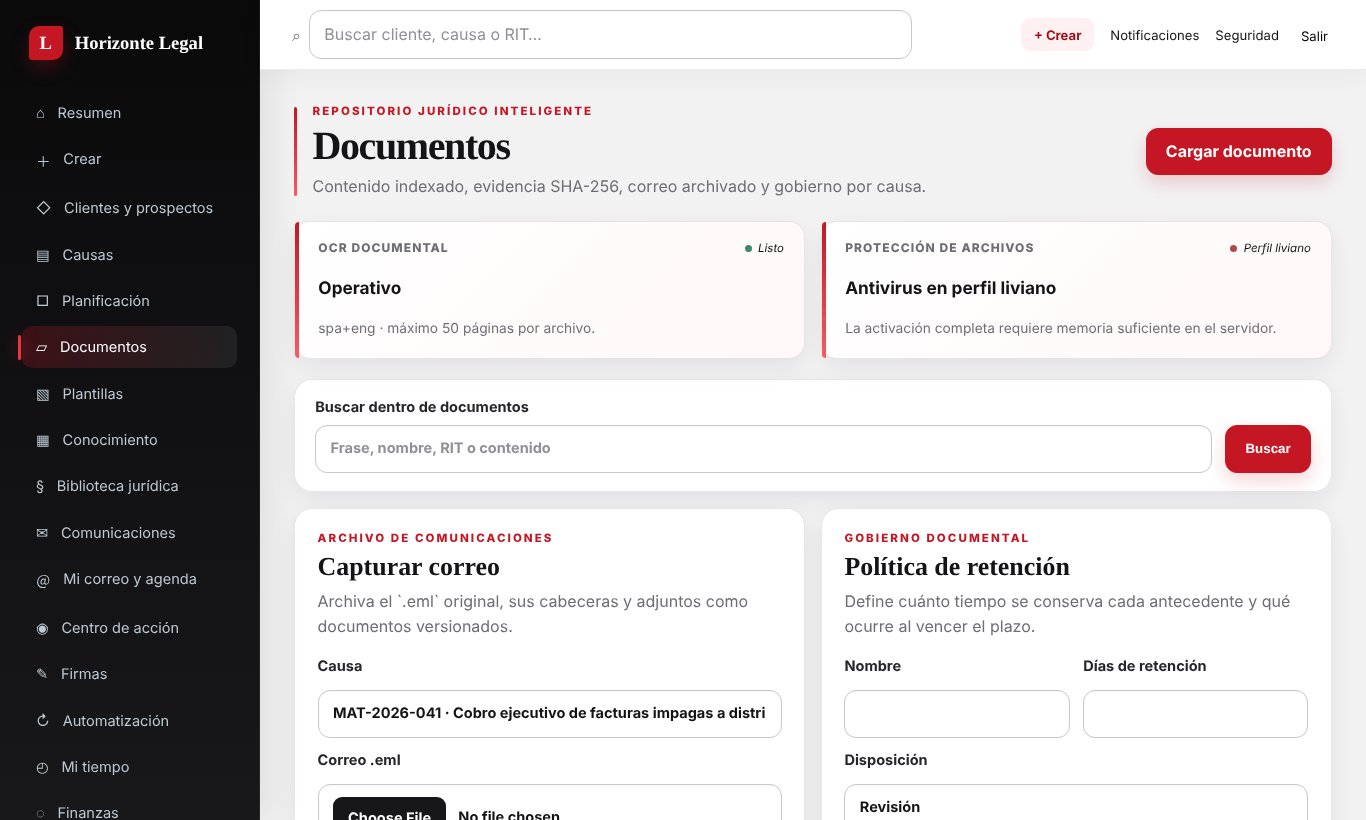 L Horizonte Legal
Resumen
Crear
Clientes y prospectos
Causas
Planificación
Documentos
Plantillas
Conocimiento
§ Biblioteca jurídica
Comunicaciones
@ Mi correo y agenda
Centro de acción
Firmas
Automatización
Mi tiempo
Finanzas
Buscar cliente, causa o RIT...
+ Crear
Notificaciones
Seguridad
Salir
REPOSITORIO JURÍDICO INTELIGENTE
Documentos
Contenido indexado, evidencia SHA-256, correo archivado y gobierno por causa.
Cargar documento
OCR DOCUMENTAL
Listo
Operativo
spa+eng · máximo 50 páginas por archivo.
PROTECCIÓN DE ARCHIVOS
Perfil liviano
Antivirus en perfil liviano
La activación completa requiere memoria suficiente en el servidor.
Buscar dentro de documentos
Frase, nombre, RIT o contenido
Buscar
ARCHIVO DE COMUNICACIONES
Capturar correo
Archiva el `.eml` original, sus cabeceras y adjuntos como
documentos versionados.
Causa
MAT-2026-041 · Cobro ejecutivo de facturas impagas a distri
Correo .eml
Choose File No file chosen
GOBIERNO DOCUMENTAL
Política de retención
Define cuánto tiempo se conserva cada antecedente y qué
ocurre al vencer el plazo.
Nombre
Días de retención
Disposición
Revisión